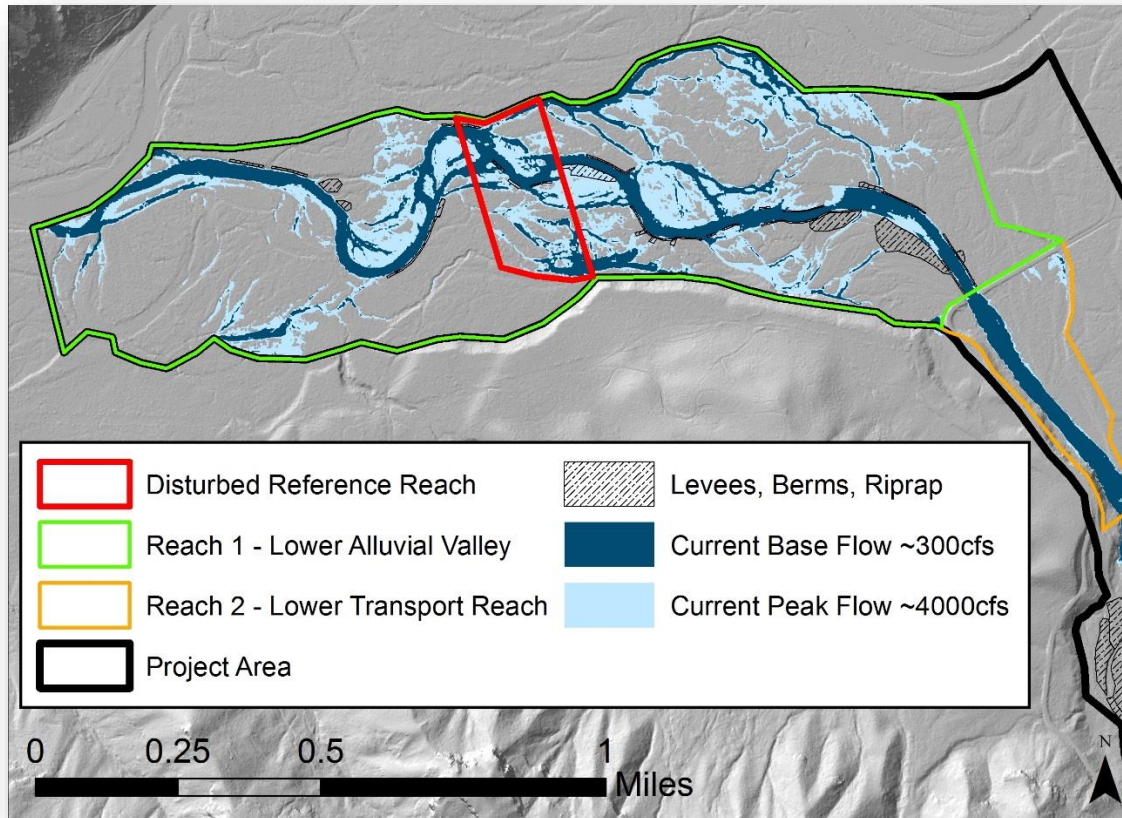 Disturbed Reference Reach
Reach 1 - Lower Alluvial Valley
Reach 2 - Lower Transport Reach
Project Area
Levees, Berms, Riprap
Current Base Flow ~300cfs
Current Peak Flow ~4000cfs
0 0.25 0.5 1
Miles
N